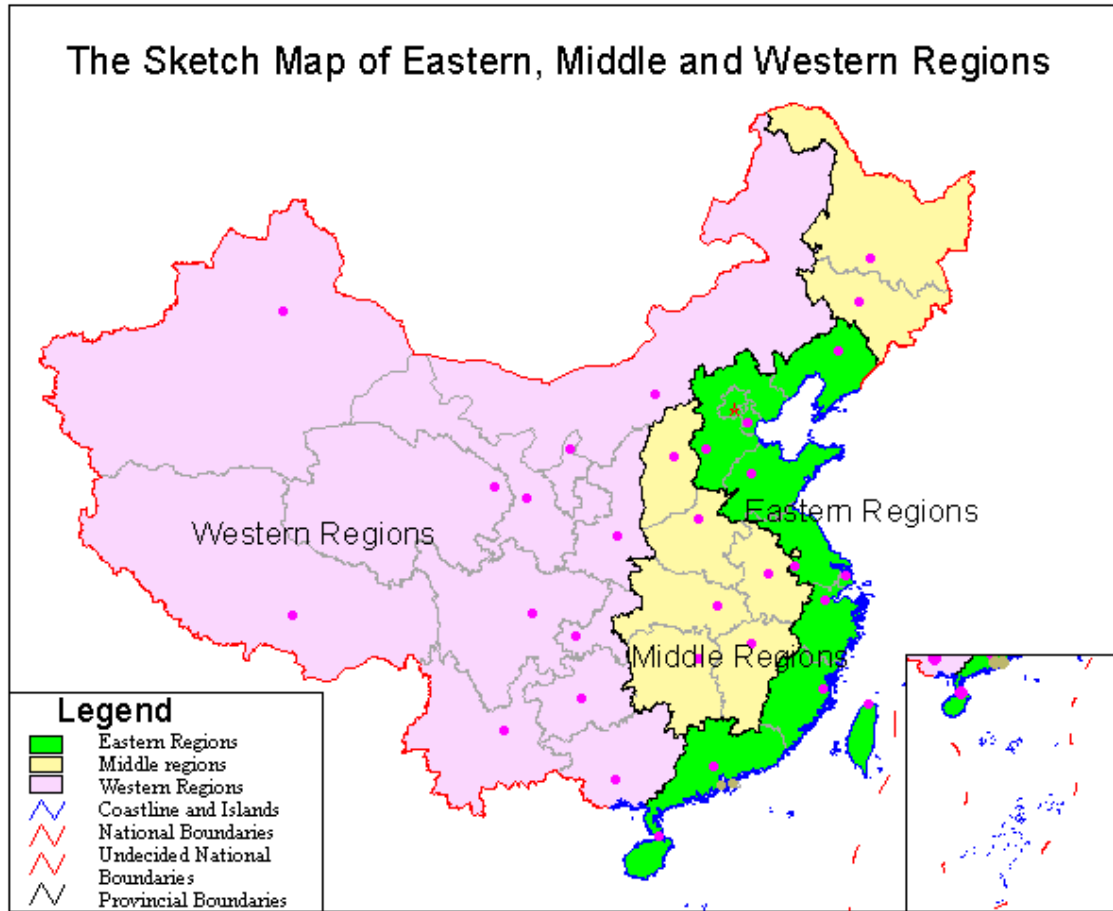 The Sketch Map of Eastern, Middle and Western Regions
Eastern Regions
Western Regions
Middle Regions
Legend
Eastern Regions
Middle regions
Western Regions
Coastline and Islands
National Boundaries
Undecided National
Boundaries
Provincial Boundaries